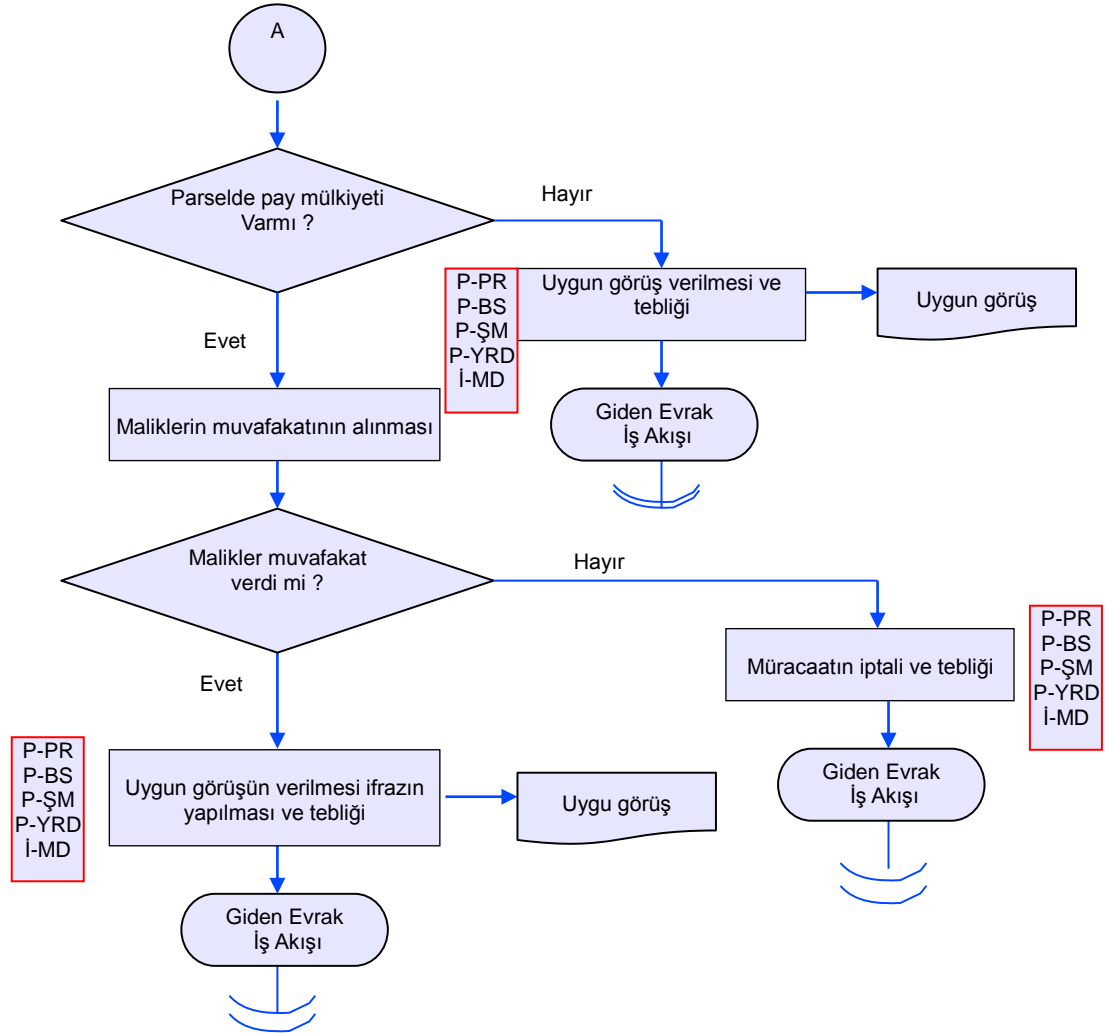 A
Parselde pay mülkiyeti
Varmı ?
Hayır
P-PR
P-BS
P-ŞM
P-YRD
İ-MD
Uygun görüş verilmesi ve
tebliği
Uygun görüş
Evet
Giden Evrak
İş Akışı
Maliklerin muvafakatının alınması
Malikler muvafakat
verdi mi ?
Hayır
P-PR
P-BS
P-ŞM
P-YRD
İ-MD
Müracaatın iptali ve tebliği
Evet
P-PR
P-BS
P-ŞM
P-YRD
İ-MD
Uygun görüşün verilmesi ifrazın
yapılması ve tebliği
Uygu görüş
Giden Evrak
İş Akışı
Giden Evrak
İş Akışı